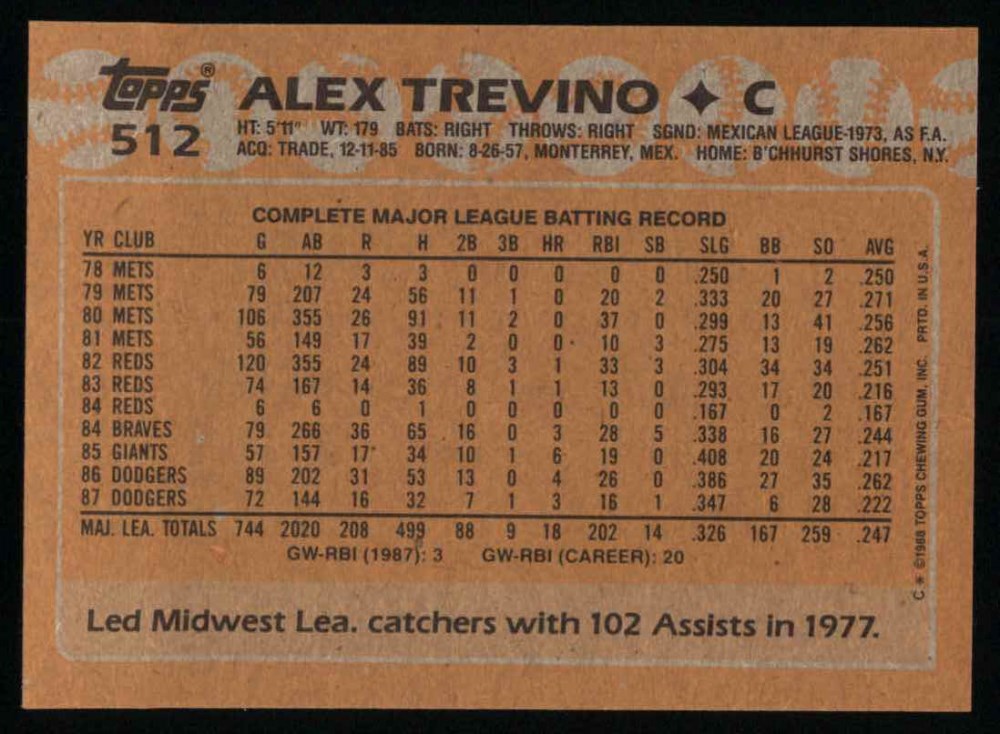 topps® ALEX TREVINO ✦ C
512 HT: 5'11" WT: 179 BATS: RIGHT THROWS: RIGHT SGND: MEXICAN LEAGUE-1973, AS F.A.
ACQ: TRADE, 12-11-85 BORN: 8-26-57, MONTERREY, MEX. HOME: B'CHHURST SHORES, N.Y.
COMPLETE MAJOR LEAGUE BATTING RECORD
YR CLUB G AB R H 2B 3B HR RBI SB SLG BB SO AVG
78 METS 6 12 3 3 0 0 0 0 0 .250 1 2 .250
79 METS 79 207 24 56 11 1 0 20 2 .333 20 27 .271
80 METS 106 355 26 91 11 2 0 37 0 .299 13 41 .256
81 METS 56 149 17 39 2 0 0 10 3 .275 13 19 .262
82 REDS 120 355 24 89 10 3 1 33 3 .304 34 34 .251
83 REDS 74 167 14 36 8 1 1 13 0 .293 17 20 .216
84 REDS 6 6 0 1 0 0 0 0 0 .167 0 2 .167
84 BRAVES 79 266 36 65 16 0 3 28 5 .338 16 27 .244
85 GIANTS 57 157 17 34 10 1 6 19 0 .408 20 24 .217
86 DODGERS 89 202 31 53 13 0 4 26 0 .386 27 35 .262
87 DODGERS 72 144 16 32 7 1 3 16 1 .347 6 28 .222
MAJ. LEA. TOTALS 744 2020 208 499 88 9 18 202 14 .326 167 259 .247
GW-RBI (1987): 3 GW-RBI (CAREER): 20
Led Midwest Lea. catchers with 102 Assists in 1977.
C * ©1988 TOPPS CHEWING GUM, INC. PRTD. IN U.S.A.